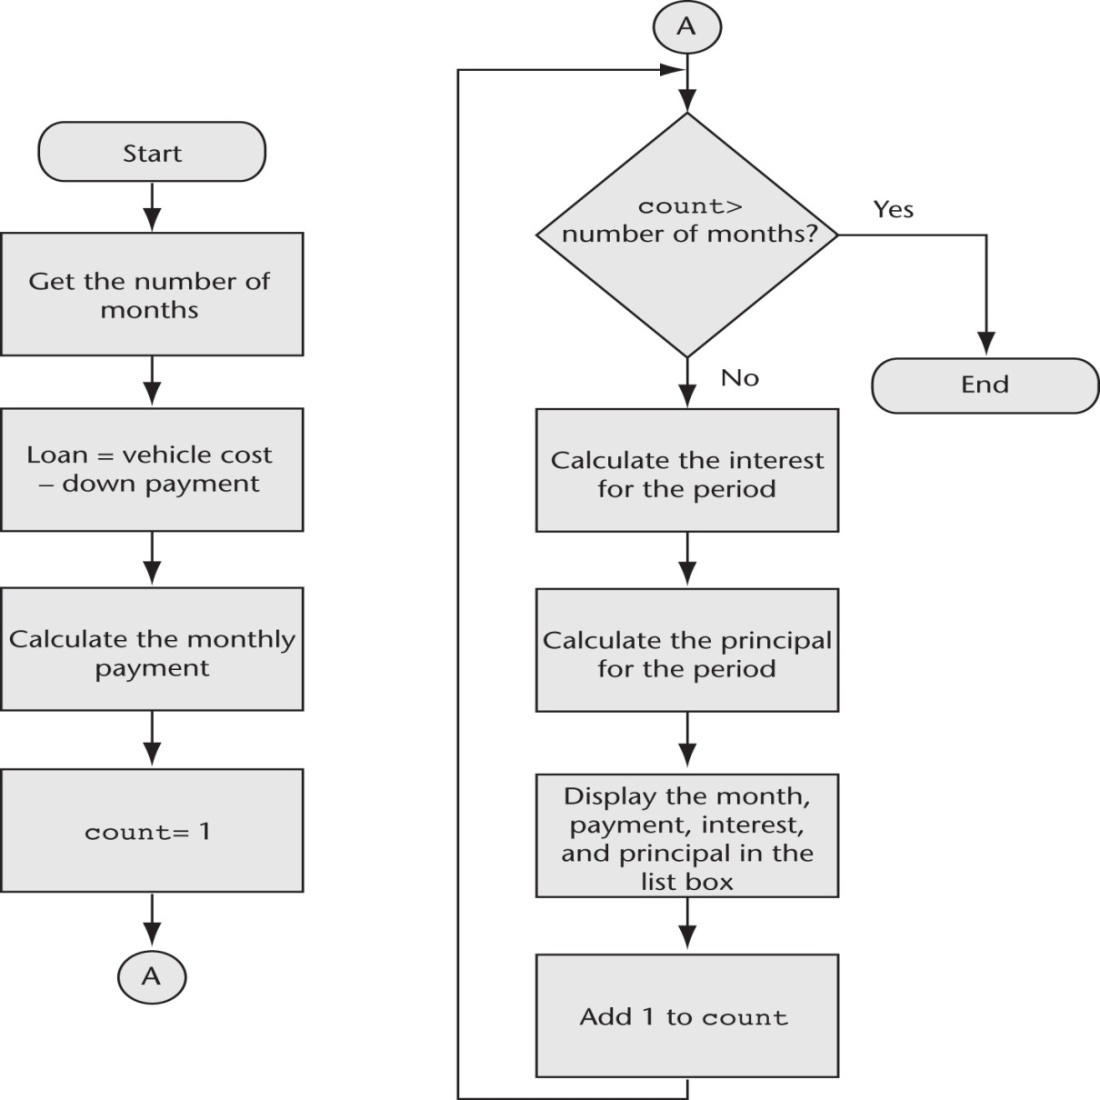 Start
Get the number of
months
Loan = vehicle cost
– down payment
Calculate the monthly
payment
count= 1
A
A
count>
number of months?
Yes
End
No
Calculate the interest
for the period
Calculate the principal
for the period
Display the month,
payment, interest,
and principal in the
list box
Add 1 to count